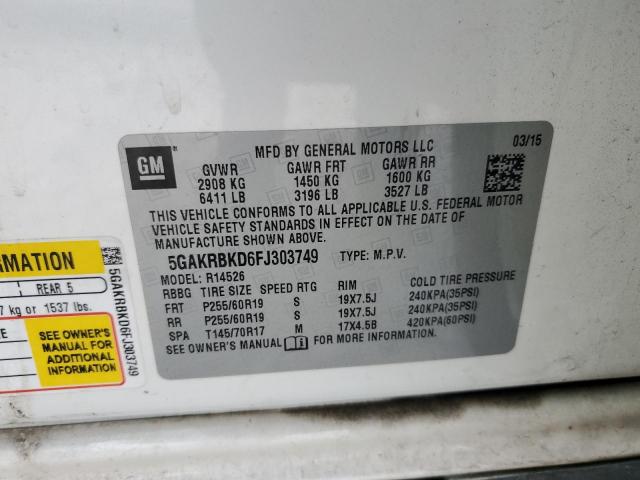 GM
MFD BY GENERAL MOTORS LLC 03/15
GVWR GAWR FRT GAWR RR
2908 KG 1450 KG 1600 KG
6411 LB 3196 LB 3527 LB
THIS VEHICLE CONFORMS TO ALL APPLICABLE U.S. FEDERAL MOTOR
VEHICLE SAFETY STANDARDS IN EFFECT ON THE DATE OF
MANUFACTURE SHOWN ABOVE.
5GAKRBKD6FJ303749 TYPE: M.P.V.
MODEL: R14526
RBBG TIRE SIZE SPEED RTG RIM COLD TIRE PRESSURE
FRT P255/60R19 S 19X7.5J 240KPA(35PSI)
RR P255/60R19 S 19X7.5J 240KPA(35PSI)
SPA T145/70R17 M 17X4.5B 420KPA(60PSI)
SEE OWNER'S MANUAL FOR MORE INFORMATION
RMATION
REAR 5
7 kg or 1537 lbs.
RE
SEE OWNER'S
MANUAL FOR
ADDITIONAL
INFORMATION
5GAKRBKD6FJ303749